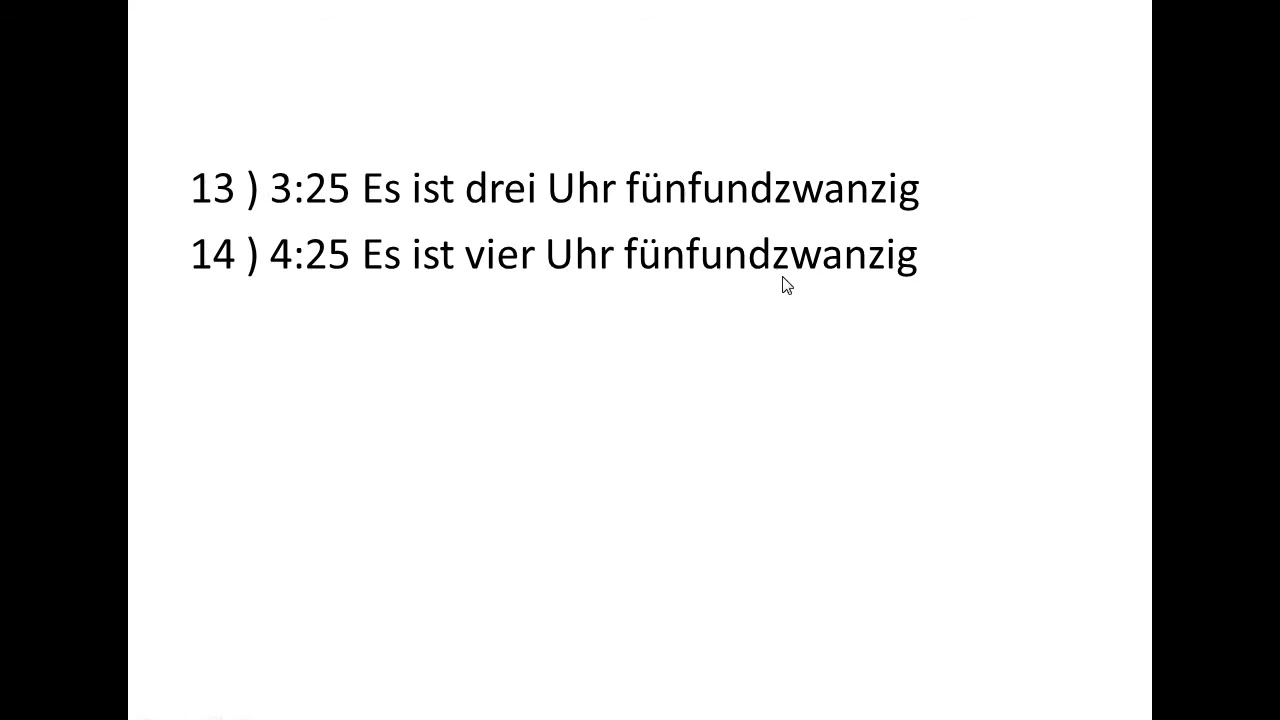 13 ) 3:25 Es ist drei Uhr fünfundzwanzig
14 ) 4:25 Es ist vier Uhr fünfundzwanzig